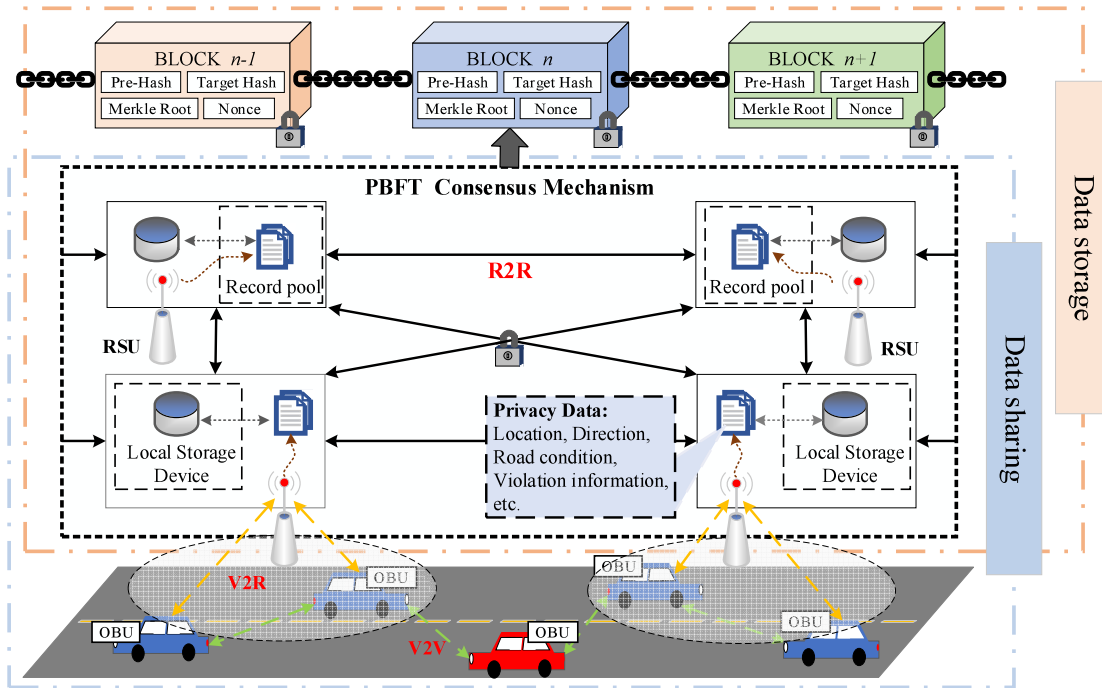 BLOCK n-1
Pre-Hash
Target Hash
Merkle Root
Nonce
BLOCK n
Pre-Hash
Target Hash
Merkle Root
Nonce
BLOCK n+1
Pre-Hash
Target Hash
Merkle Root
Nonce
Data storage
Data sharing
PBFT Consensus Mechanism
Record pool
R2R
Record pool
RSU
RSU
Local Storage
Device
Privacy Data:
Location, Direction,
Road condition,
Violation information,
etc.
Local Storage
Device
V2R
OBU
OBU
OBU
V2V
OBU
OBU